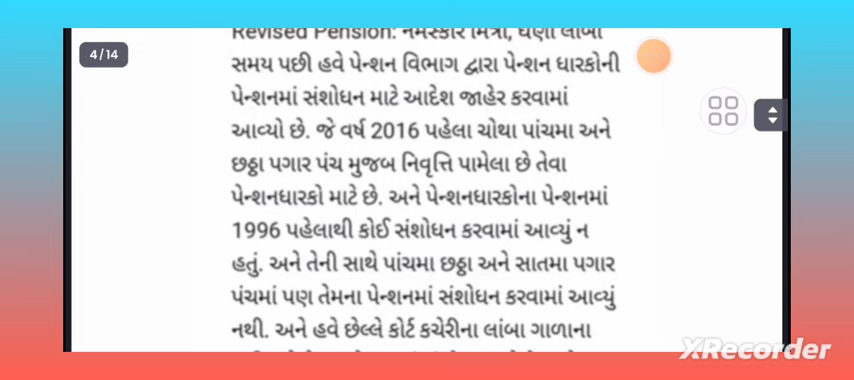 4/14
Revised Pension: નમસ્કાર મિત્રો, ઘણા લાંબા
સમય પછી હવે પેન્શન વિભાગ દ્વારા પેન્શન ધારકોની
પેન્શનમાં સંશોધન માટે આદેશ જાહેર કરવામાં
આવ્યો છે. જે વર્ષ 2016 પહેલા ચોથા પાંચમા અને
છઠ્ઠા પગાર પંચ મુજબ નિવૃત્તિ પામેલા છે તેવા
પેન્શનધારકો માટે છે. અને પેન્શનધારકોના પેન્શનમાં
1996 પહેલાથી કોઈ સંશોધન કરવામાં આવ્યું ન
હતું. અને તેની સાથે પાંચમા છઠ્ઠા અને સાતમા પગાર
પંચમાં પણ તેમના પેન્શનમાં સંશોધન કરવામાં આવ્યું
નથી. અને હવે છેલ્લે કોર્ટ કચેરીના લાંબા ગાળાના
XRecorder